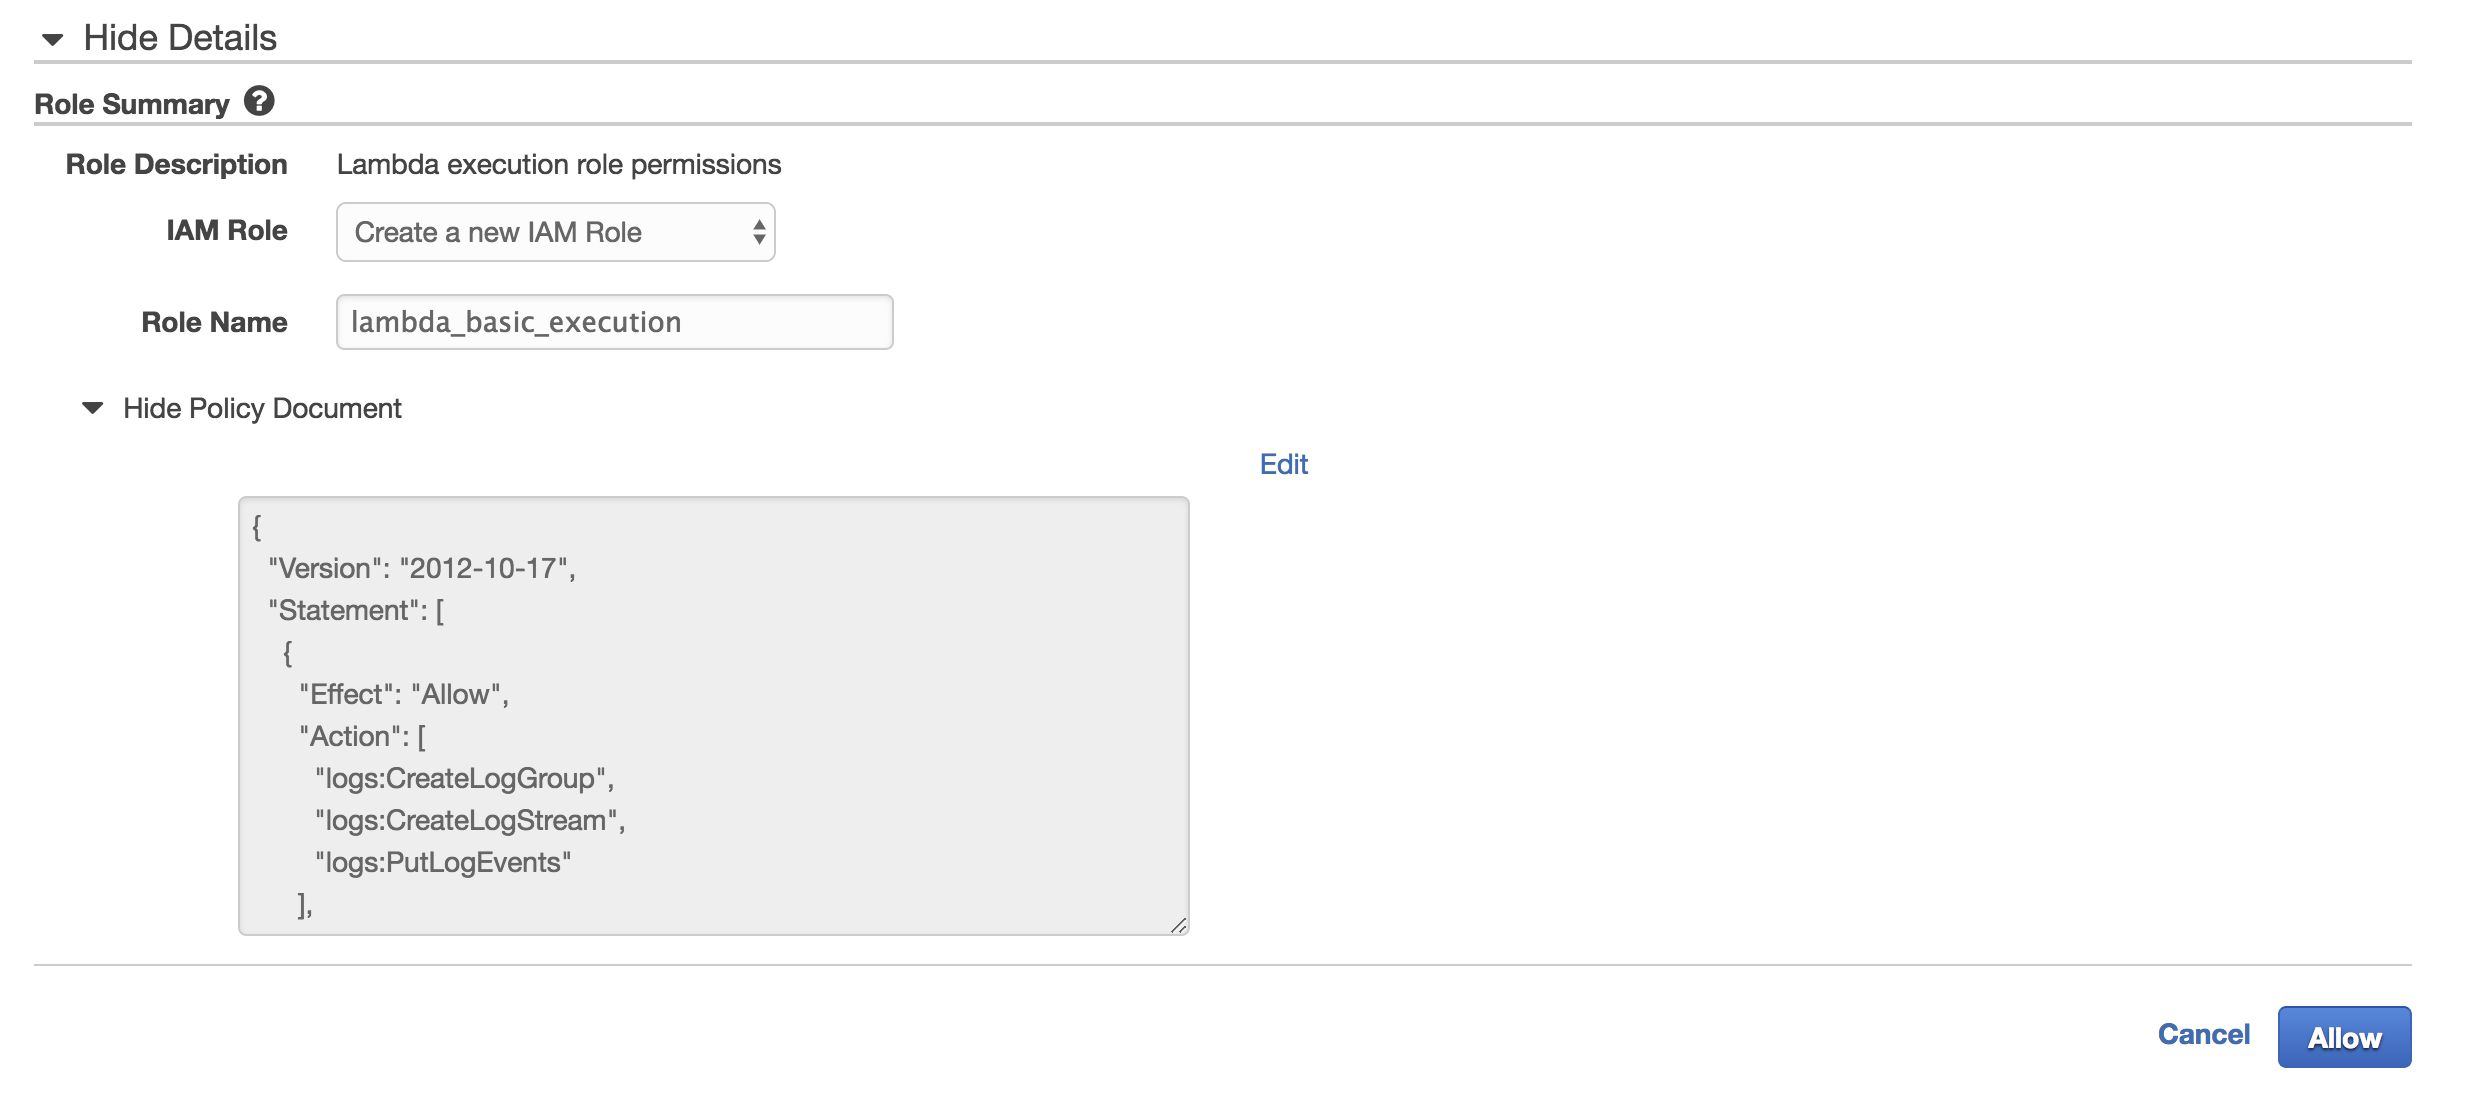 Hide Details
Role Summary ?
Role Description Lambda execution role permissions
IAM Role Create a new IAM Role
Role Name lambda_basic_execution
Hide Policy Document
Edit
{
"Version": "2012-10-17",
"Statement": [
{
"Effect": "Allow",
"Action": [
"logs:CreateLogGroup",
"logs:CreateLogStream",
"logs:PutLogEvents"
],
Cancel Allow